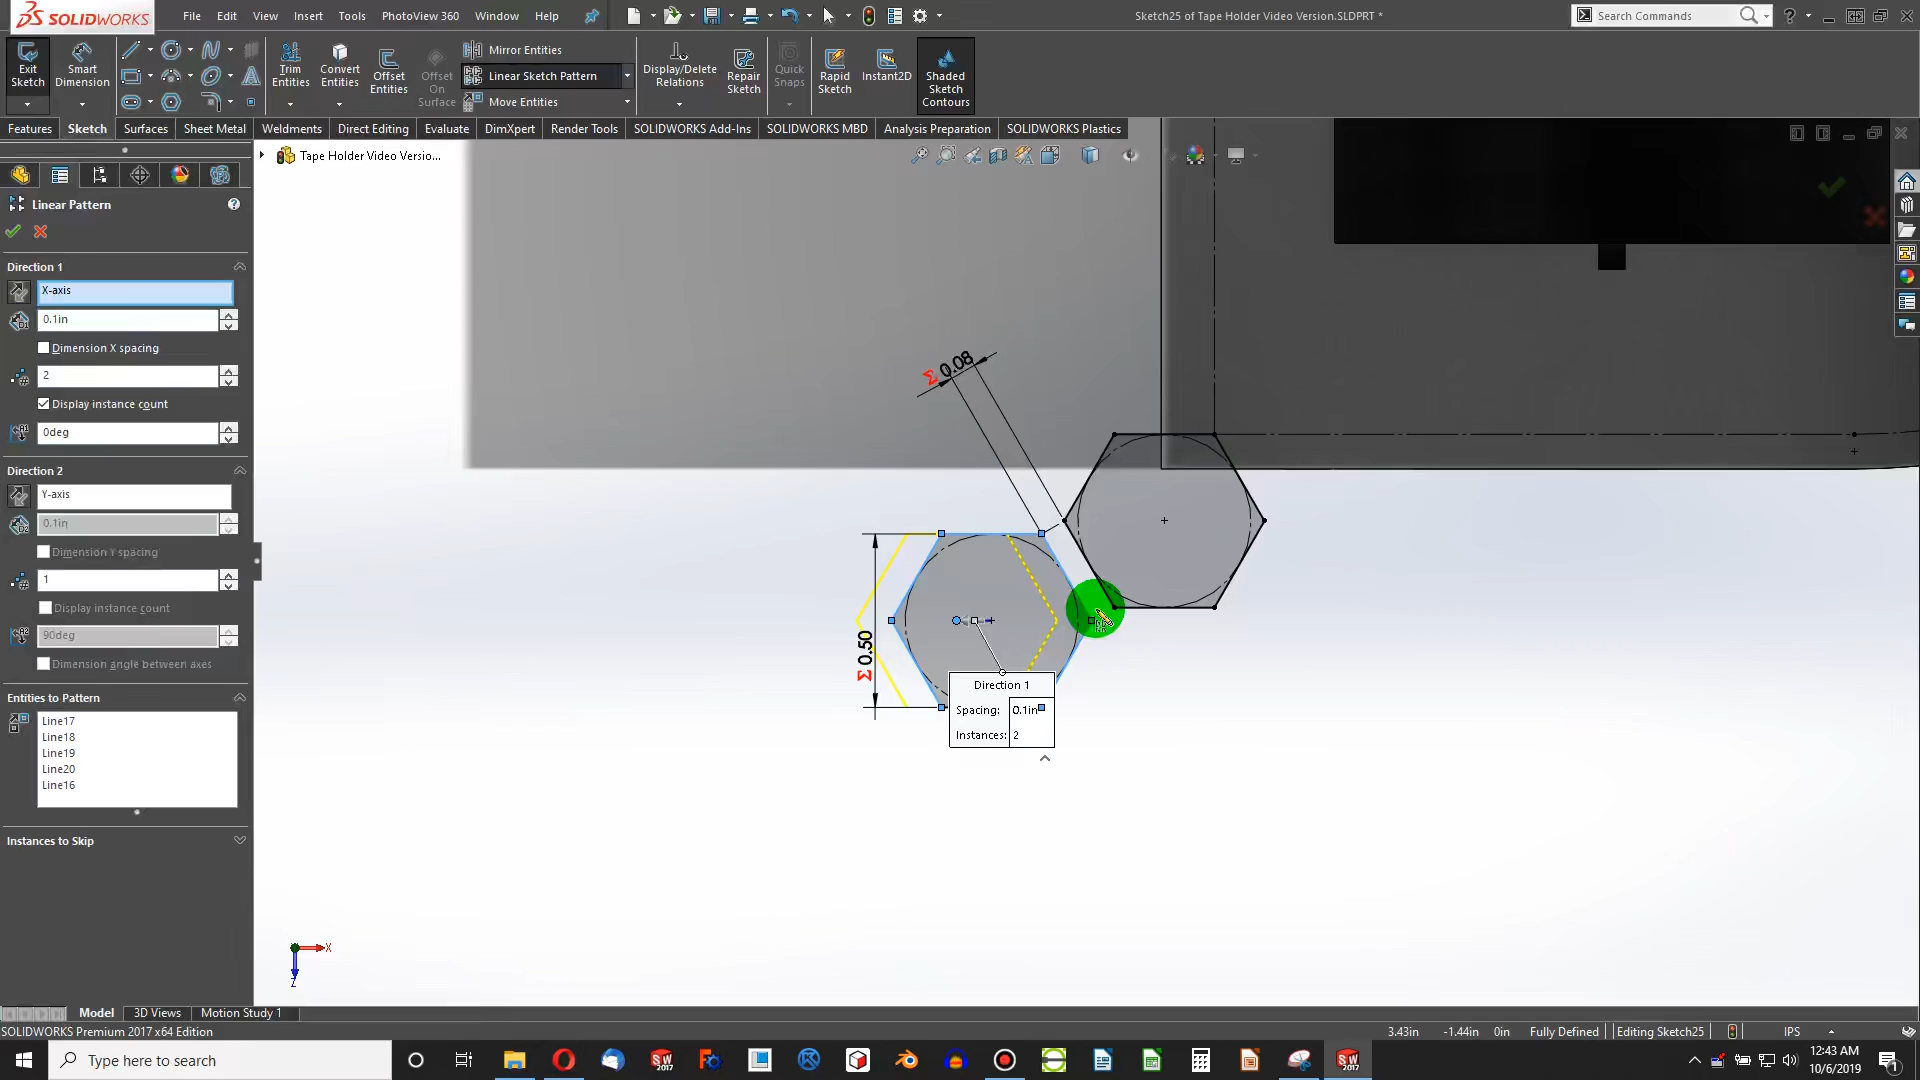 SOLIDWORKS
File Edit View Insert Tools PhotoView 360 Window Help
Sketch25 of Tape Holder Video Version.SLDPRT *
Search Commands
Exit Sketch
Smart Dimension
Trim Entities
Convert Entities
Offset Entities
Offset On Surface
Mirror Entities
Linear Sketch Pattern
Move Entities
Display/Delete Relations
Repair Sketch
Quick Snaps
Rapid Sketch
Instant2D
Shaded Sketch Contours
Features Sketch Surfaces Sheet Metal Weldments Direct Editing Evaluate DimXpert Render Tools SOLIDWORKS Add-Ins SOLIDWORKS MBD Analysis Preparation SOLIDWORKS Plastics
Tape Holder Video Versio...
Linear Pattern
Direction 1
X-axis
0.1in
Dimension X spacing
2
Display instance count
0deg
Direction 2
Y-axis
0.1in
Dimension Y spacing
1
Display instance count
90deg
Dimension angle between axes
Entities to Pattern
Line17
Line18
Line19
Line20
Line16
Instances to Skip
Σ 0.08
Σ 0.50
Direction 1
Spacing: 0.1in
Instances: 2
X
Z
Model 3D Views Motion Study 1
SOLIDWORKS Premium 2017 x64 Edition
3.43in -1.44in 0in Fully Defined Editing Sketch25 IPS
Type here to search
12:43 AM
10/6/2019